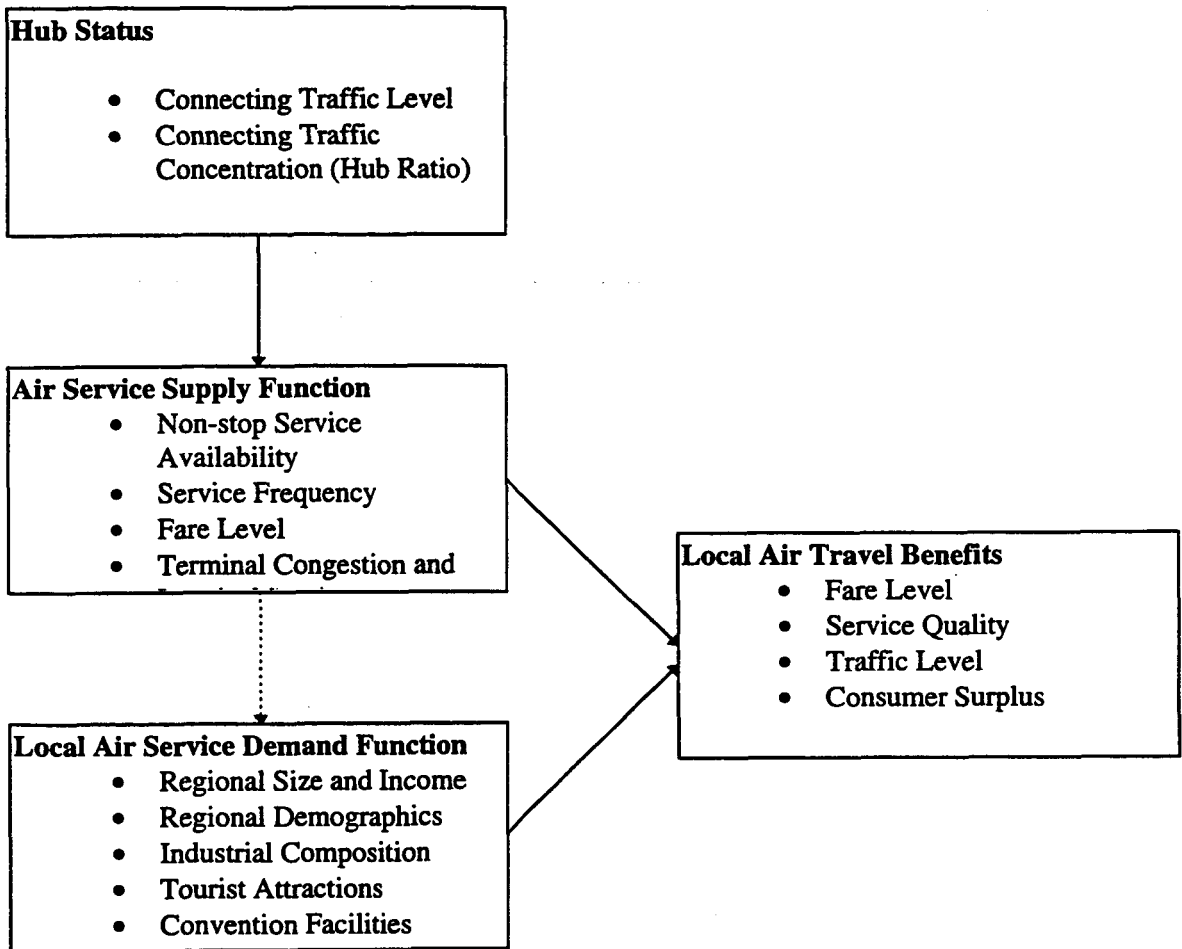 Hub Status
• Connecting Traffic Level
• Connecting Traffic
Concentration (Hub Ratio)
Air Service Supply Function
• Non-stop Service
Availability
• Service Frequency
• Fare Level
• Terminal Congestion and
Local Air Travel Benefits
• Fare Level
• Service Quality
• Traffic Level
• Consumer Surplus
Local Air Service Demand Function
• Regional Size and Income
• Regional Demographics
• Industrial Composition
• Tourist Attractions
• Convention Facilities